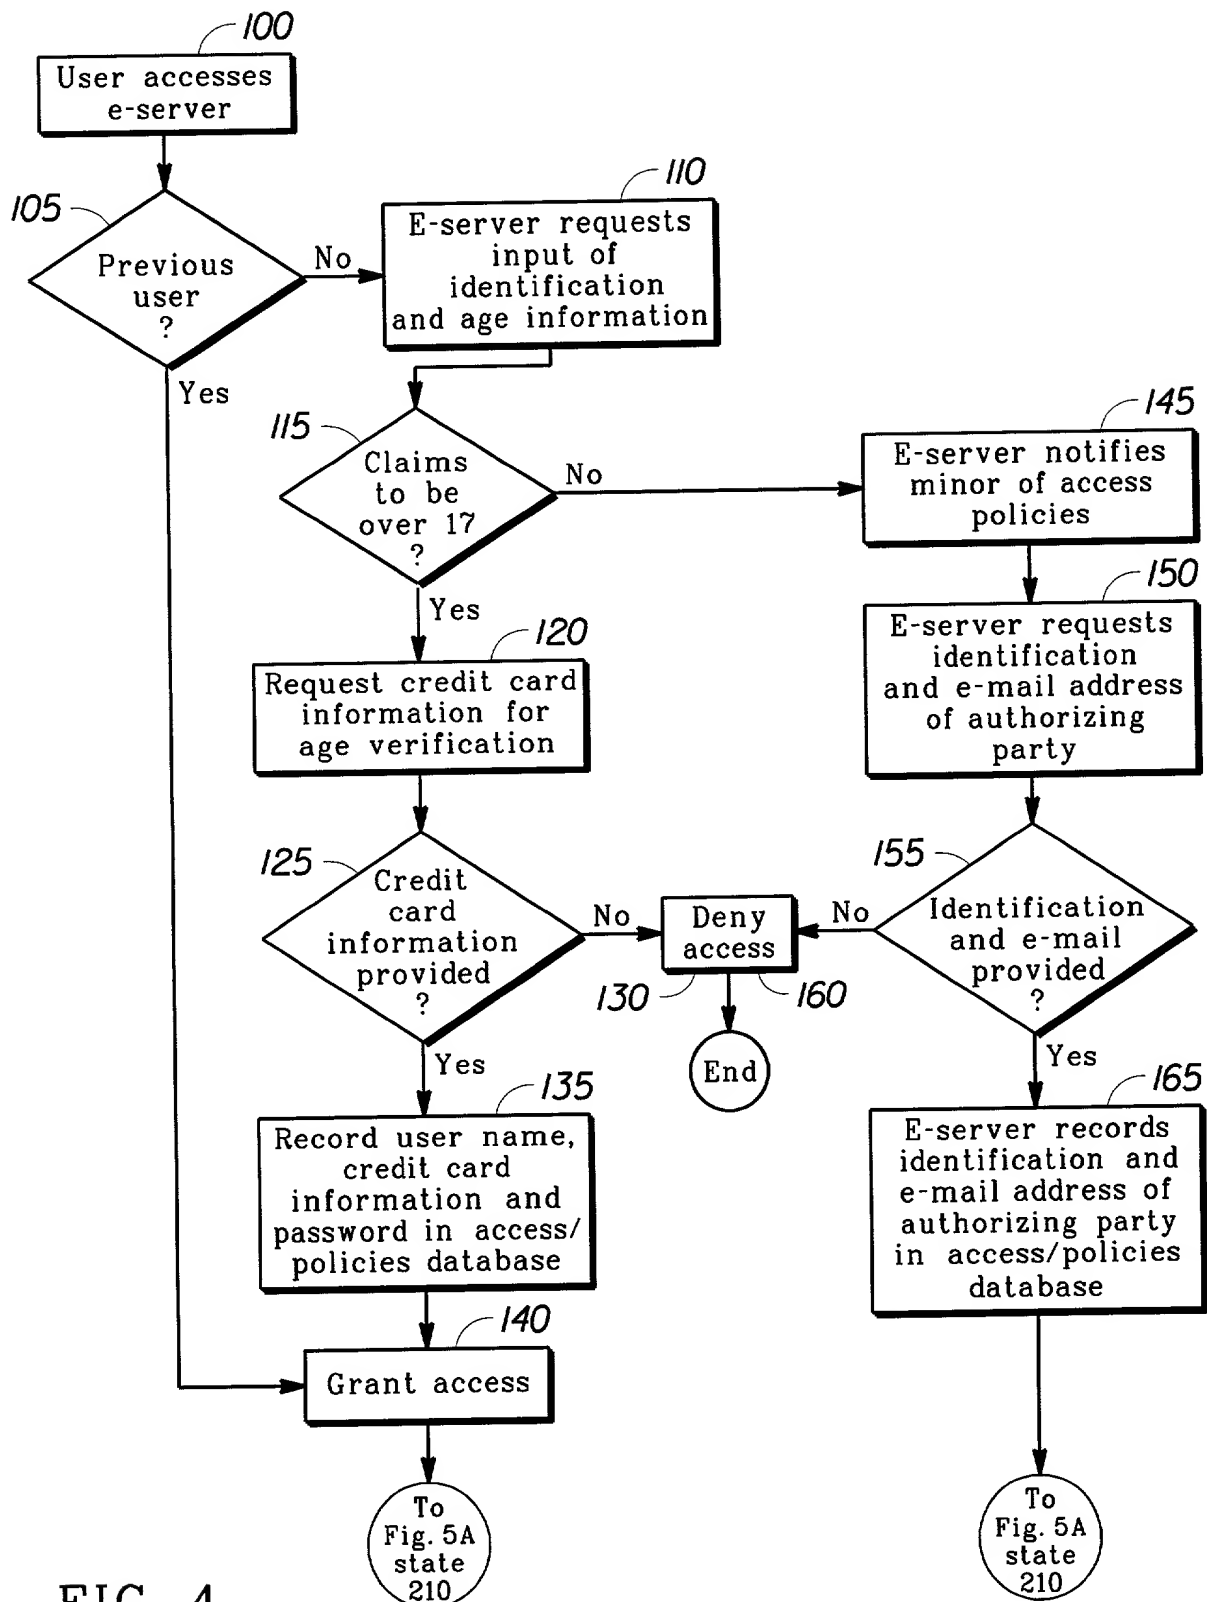 100
User accesses
e-server
105
Previous
user
?
No
Yes
110
E-server requests
input of
identification
and age information
115
Claims
to be
over 17
?
No
Yes
145
E-server notifies
minor of access
policies
150
E-server requests
identification
and e-mail address
of authorizing
party
120
Request credit card
information for
age verification
125
Credit
card
information
provided
?
No
Yes
Deny
access
130
160
End
155
Identification
and e-mail
provided
?
No
Yes
135
Record user name,
credit card
information and
password in access/
policies database
165
E-server records
identification and
e-mail address of
authorizing party
in access/policies
database
140
Grant access
To
Fig. 5A
state
210
To
Fig. 5A
state
210
FIG. 4